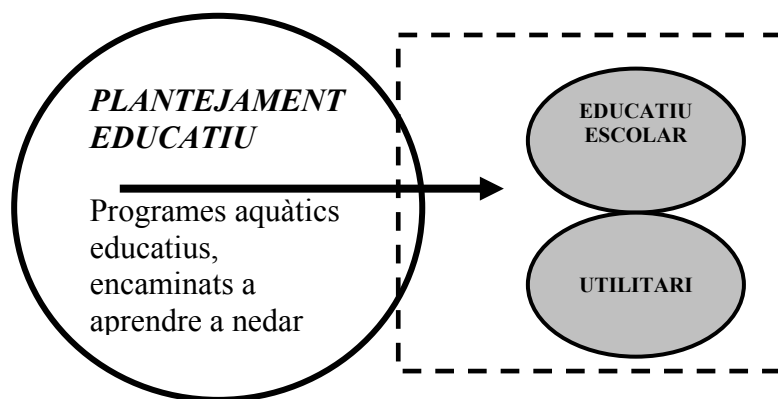 PLANTEJAMENT
EDUCATIU
Programes aquàtics
educatius,
encaminats a
aprendre a nedar
EDUCATIU
ESCOLAR
UTILITARI